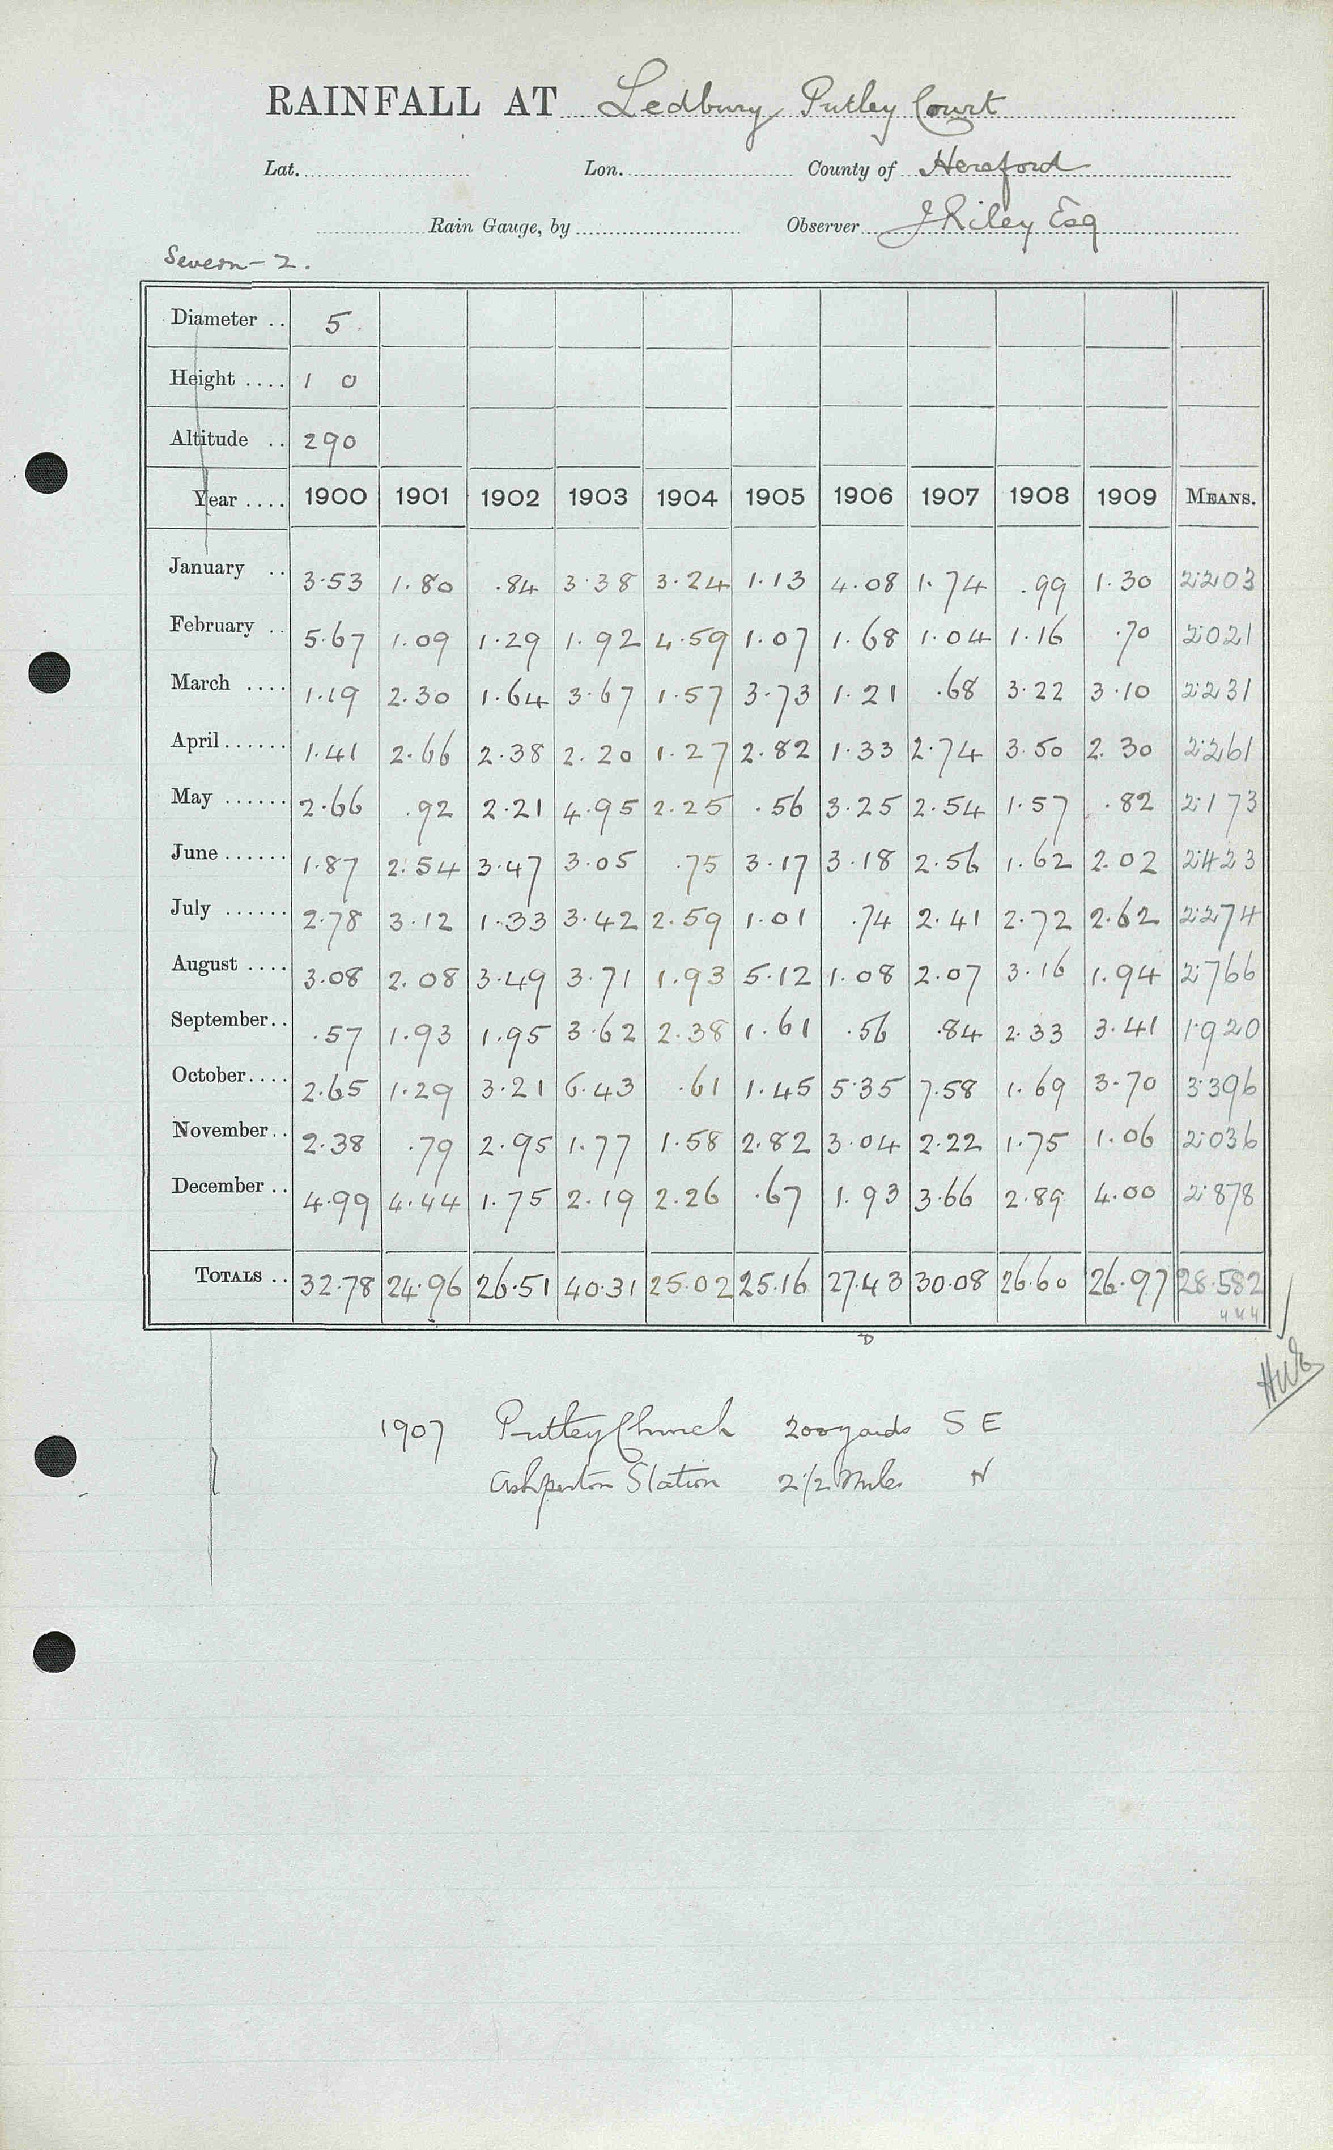 RAINFALL AT Ledbury Putley Court
Lat. Lon. County of Hereford
Rain Gauge, by Observer J Riley Esq
Severn - 2.
Diameter .. 5
Height .... 1 0
Altitude .. 290
Year .... 1900 1901 1902 1903 1904 1905 1906 1907 1908 1909 MEANS.
January .. 3.53 1.80 .84 3.38 3.24 1.13 4.08 1.74 .99 1.30 2.203
February .. 5.67 1.09 1.29 1.92 4.59 1.07 1.68 1.04 1.16 .70 2.021
March .... 1.19 2.30 1.64 3.67 1.57 3.73 1.21 .68 3.22 3.10 2.231
April ...... 1.41 2.66 2.38 2.20 1.27 2.82 1.33 2.74 3.50 2.30 2.261
May ...... 2.66 .92 2.21 4.95 2.25 .56 3.25 2.54 1.57 .82 2.173
June ...... 1.87 2.54 3.47 3.05 .75 3.17 3.18 2.56 1.62 2.02 2.423
July ...... 2.78 3.12 1.33 3.42 2.59 1.01 .74 2.41 2.72 2.62 2.274
August .... 3.08 2.08 3.49 3.71 1.93 5.12 1.08 2.07 3.16 1.94 2.766
September .. .57 1.93 1.95 3.62 2.38 1.61 .56 .84 2.33 3.41 1.920
October .... 2.65 1.29 3.21 6.43 .61 1.45 5.35 7.58 1.69 3.70 3.396
November .. 2.38 .79 2.95 1.77 1.58 2.82 3.04 2.22 1.75 1.06 2.036
December .. 4.99 4.44 1.75 2.19 2.26 .67 1.93 3.66 2.89 4.00 2.878
TOTALS .. 32.78 24.96 26.51 40.31 25.02 25.16 27.43 30.08 26.60 26.97 28.582
D
1907 Putley Church 200 yards S E
Ashperton Station 2 1/2 Miles N